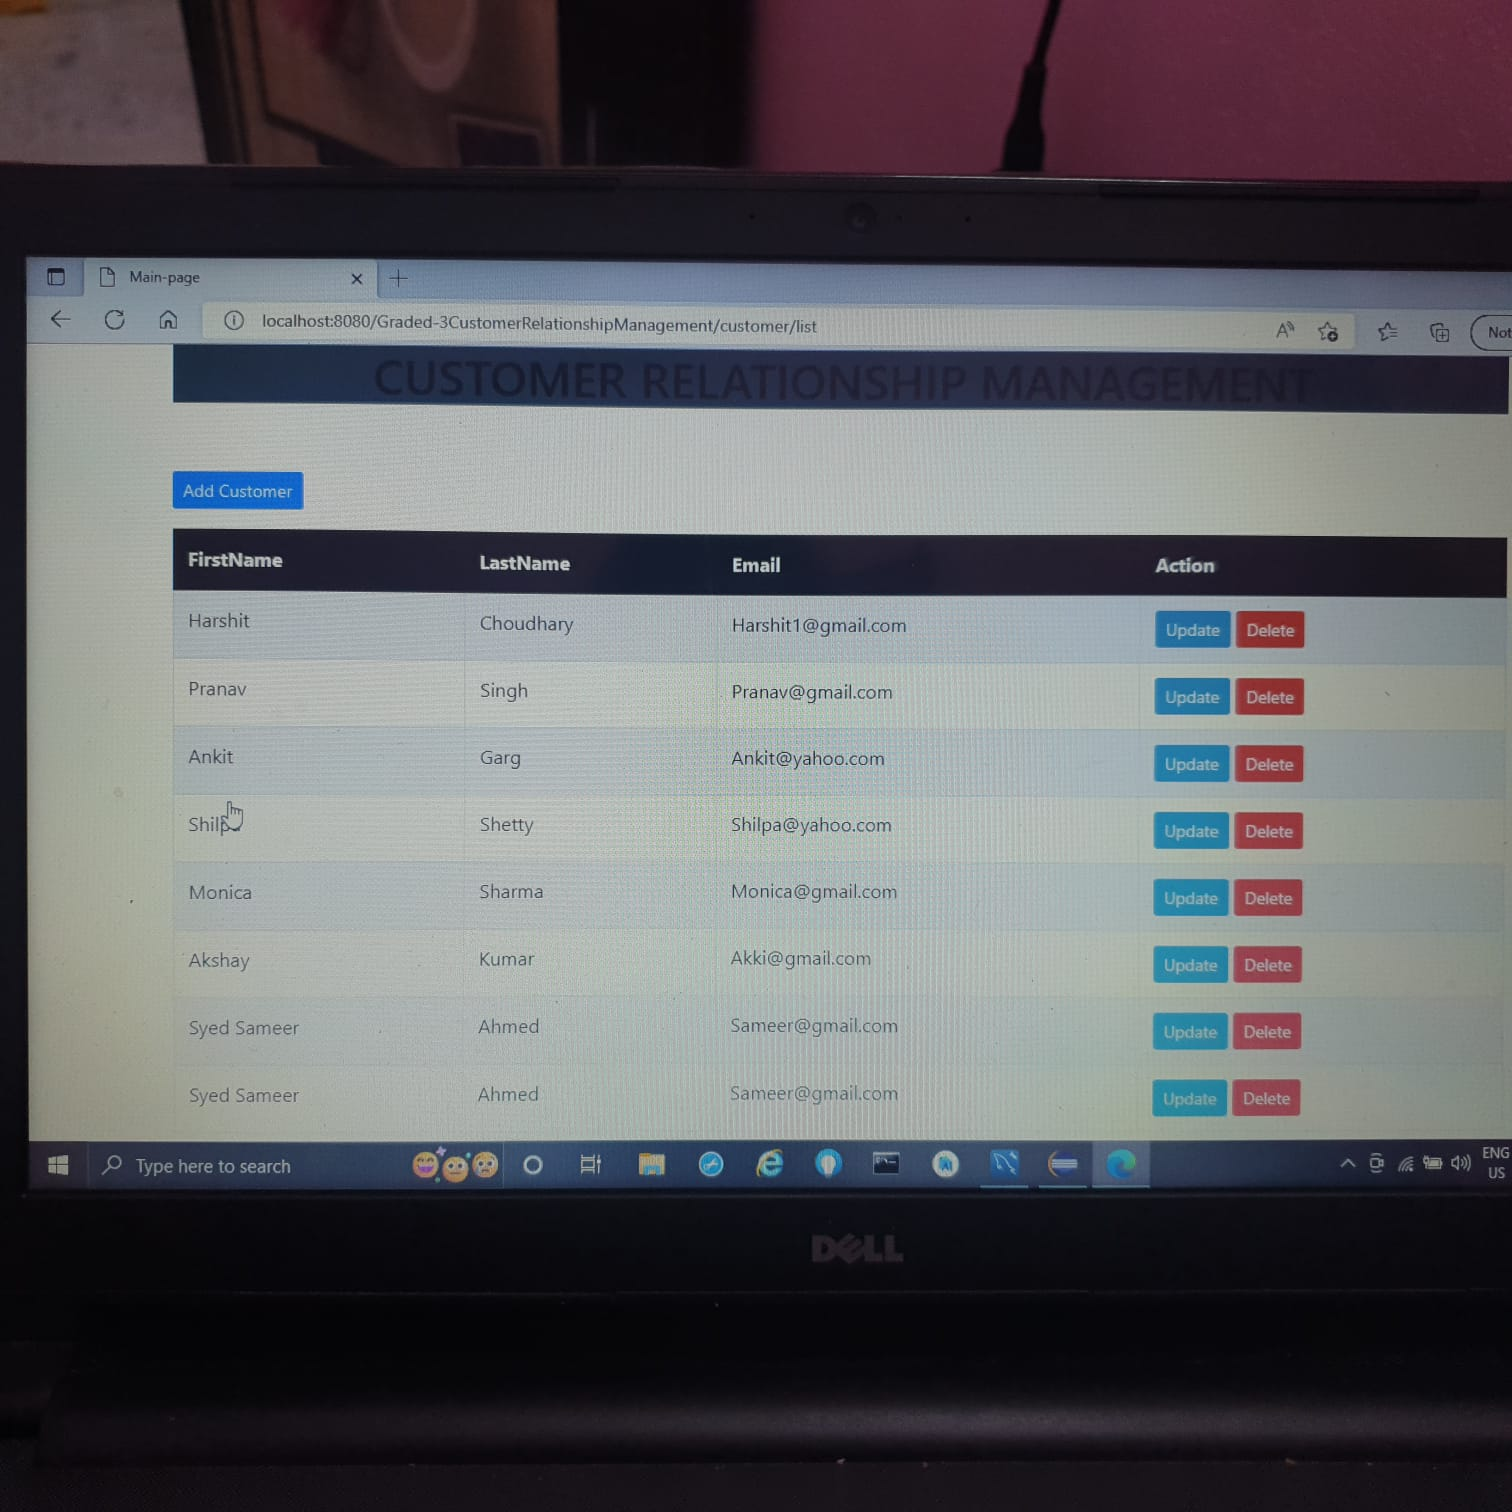 Main-page
localhost:8080/Graded-3CustomerRelationshipManagement/customer/list
Not
CUSTOMER RELATIONSHIP MANAGEMENT
Add Customer
FirstName LastName Email Action
Harshit Choudhary Harshit1@gmail.com Update Delete
Pranav Singh Pranav@gmail.com Update Delete
Ankit Garg Ankit@yahoo.com Update Delete
Shilpa Shetty Shilpa@yahoo.com Update Delete
Monica Sharma Monica@gmail.com Update Delete
Akshay Kumar Akki@gmail.com Update Delete
Syed Sameer Ahmed Sameer@gmail.com Update Delete
Syed Sameer Ahmed Sameer@gmail.com Update Delete
Type here to search
ENG
US
DELL